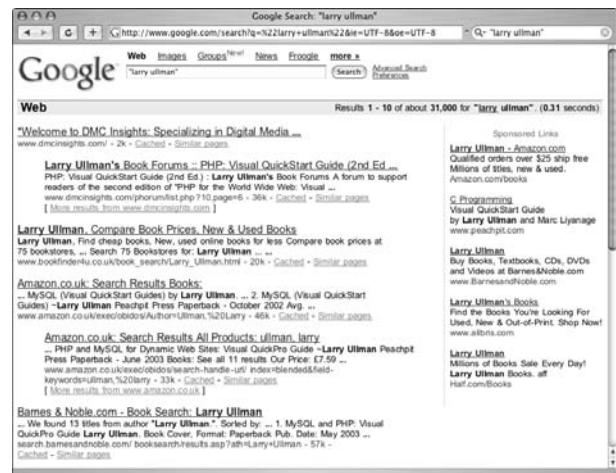 Google Search: "larry ullman"
http://www.google.com/search?q=%22larry+ullman%22&ie=UTF-8&oe=UTF-8
"larry ullman"
Google
Web Images Groups New! News Froogle more »
"larry ullman"
Search
Advanced Search
Preferences
Web
Results 1 - 10 of about 31,000 for "larry ullman". (0.31 seconds)
"Welcome to DMC Insights: Specializing in Digital Media ...
www.dmcinsights.com/ - 2k - Cached - Similar pages
Larry Ullman's Book Forums :: PHP: Visual QuickStart Guide (2nd Ed ...
PHP: Visual QuickStart Guide (2nd Ed.) : Larry Ullman's Book Forums A forum to support
readers of the second edition of "PHP for the World Wide Web: Visual ...
www.dmcinsights.com/phorum/list.php?10,page=6 - 36k - Cached - Similar pages
[ More results from www.dmcinsights.com ]
Larry Ullman, Compare Book Prices, New & Used Books
Larry Ullman, Find cheap books, New, used online books for less Compare book prices at
75 bookstores, ... Search 75 Bookstores for: Larry Ullman ...
www.bookfinder4u.co.uk/book_search/Larry_Ullman.html - 20k - Cached - Similar pages
Amazon.co.uk: Search Results Books:
... MySQL (Visual QuickStart Guides) by Larry Ullman. ... 2. MySQL (Visual
QuickStart Guides) ~Larry Ullman Peachpit Press Paperback - October 2002 Avg. ...
www.amazon.co.uk/exec/obidos/Author=Ullman,%20Larry - 46k - Cached - Similar pages
Amazon.co.uk: Search Results All Products: ullman, larry
... PHP and MySQL for Dynamic Web Sites: Visual QuickPro Guide ~Larry Ullman Peachpit
Press Paperback - June 2003 Books: See all 11 results Our Price: £7.59 ...
www.amazon.co.uk/exec/obidos/search-handle-url/ index=blended&field-
keywords=ullman,%20larry - 33k - Cached - Similar pages
[ More results from www.amazon.co.uk ]
Barnes & Noble.com - Book Search: Larry Ullman
... We found 13 titles from author "Larry Ullman.". Sorted by: ... 1. MySQL and PHP: Visual
QuickPro Guide Larry Ullman. Book Cover, Format: Paperback Pub. Date: May 2003 ...
search.barnesandnoble.com/ booksearch/results.asp?ath=Larry+Ullman - 57k -
Cached - Similar pages
Sponsored Links
Larry Ullman - Amazon.com
Qualified orders over $25 ship free
Millions of titles, new & used.
Amazon.com/books
C Programming
Visual QuickStart Guide
by Larry Ullman and Marc Liyanage
www.peachpit.com
Larry Ullman
Buy Books, Textbooks, CDs, DVDs
and Videos at Barnes&Noble.com
www.BarnesandNoble.com
Larry Ullman's Books
Find the Books You're Looking For
Used, New & Out-of-Print. Shop Now!
www.alibris.com
Larry Ullman
Millions of Books Sale Every Day!
Larry Ullman Books. aff
Half.com/Books